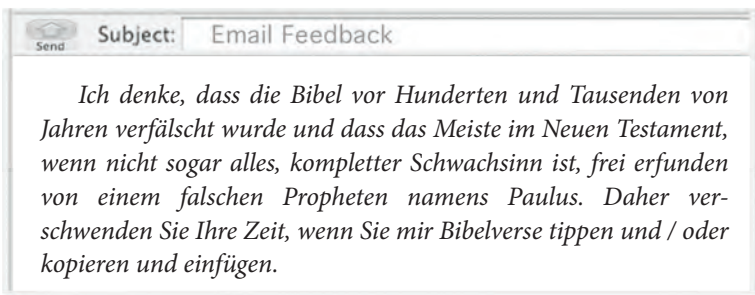 Send Subject: Email Feedback
Ich denke, dass die Bibel vor Hunderten und Tausenden von
Jahren verfälscht wurde und dass das Meiste im Neuen Testament,
wenn nicht sogar alles, kompletter Schwachsinn ist, frei erfunden
von einem falschen Propheten namens Paulus. Daher ver-
schwenden Sie Ihre Zeit, wenn Sie mir Bibelverse tippen und / oder
kopieren und einfügen.